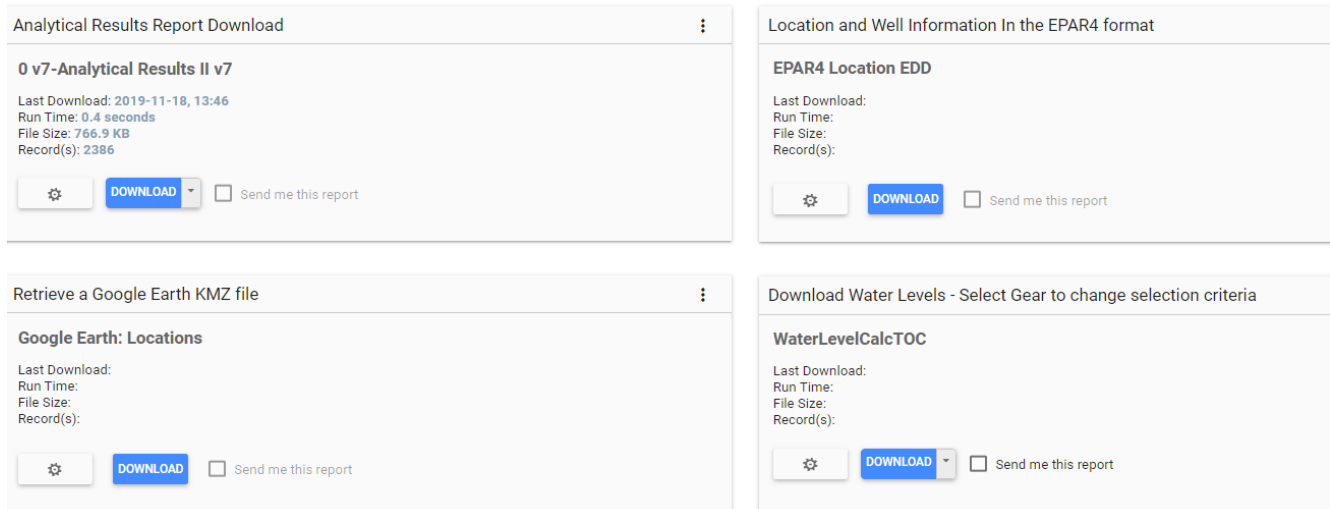 Analytical Results Report Download
0 v7-Analytical Results II v7
Last Download: 2019-11-18, 13:46
Run Time: 0.4 seconds
File Size: 766.9 KB
Record(s): 2386
DOWNLOAD
Send me this report
Location and Well Information In the EPAR4 format
EPAR4 Location EDD
Last Download:
Run Time:
File Size:
Record(s):
DOWNLOAD
Send me this report
Retrieve a Google Earth KMZ file
Google Earth: Locations
Last Download:
Run Time:
File Size:
Record(s):
DOWNLOAD
Send me this report
Download Water Levels - Select Gear to change selection criteria
WaterLevelCalcTOC
Last Download:
Run Time:
File Size:
Record(s):
DOWNLOAD
Send me this report